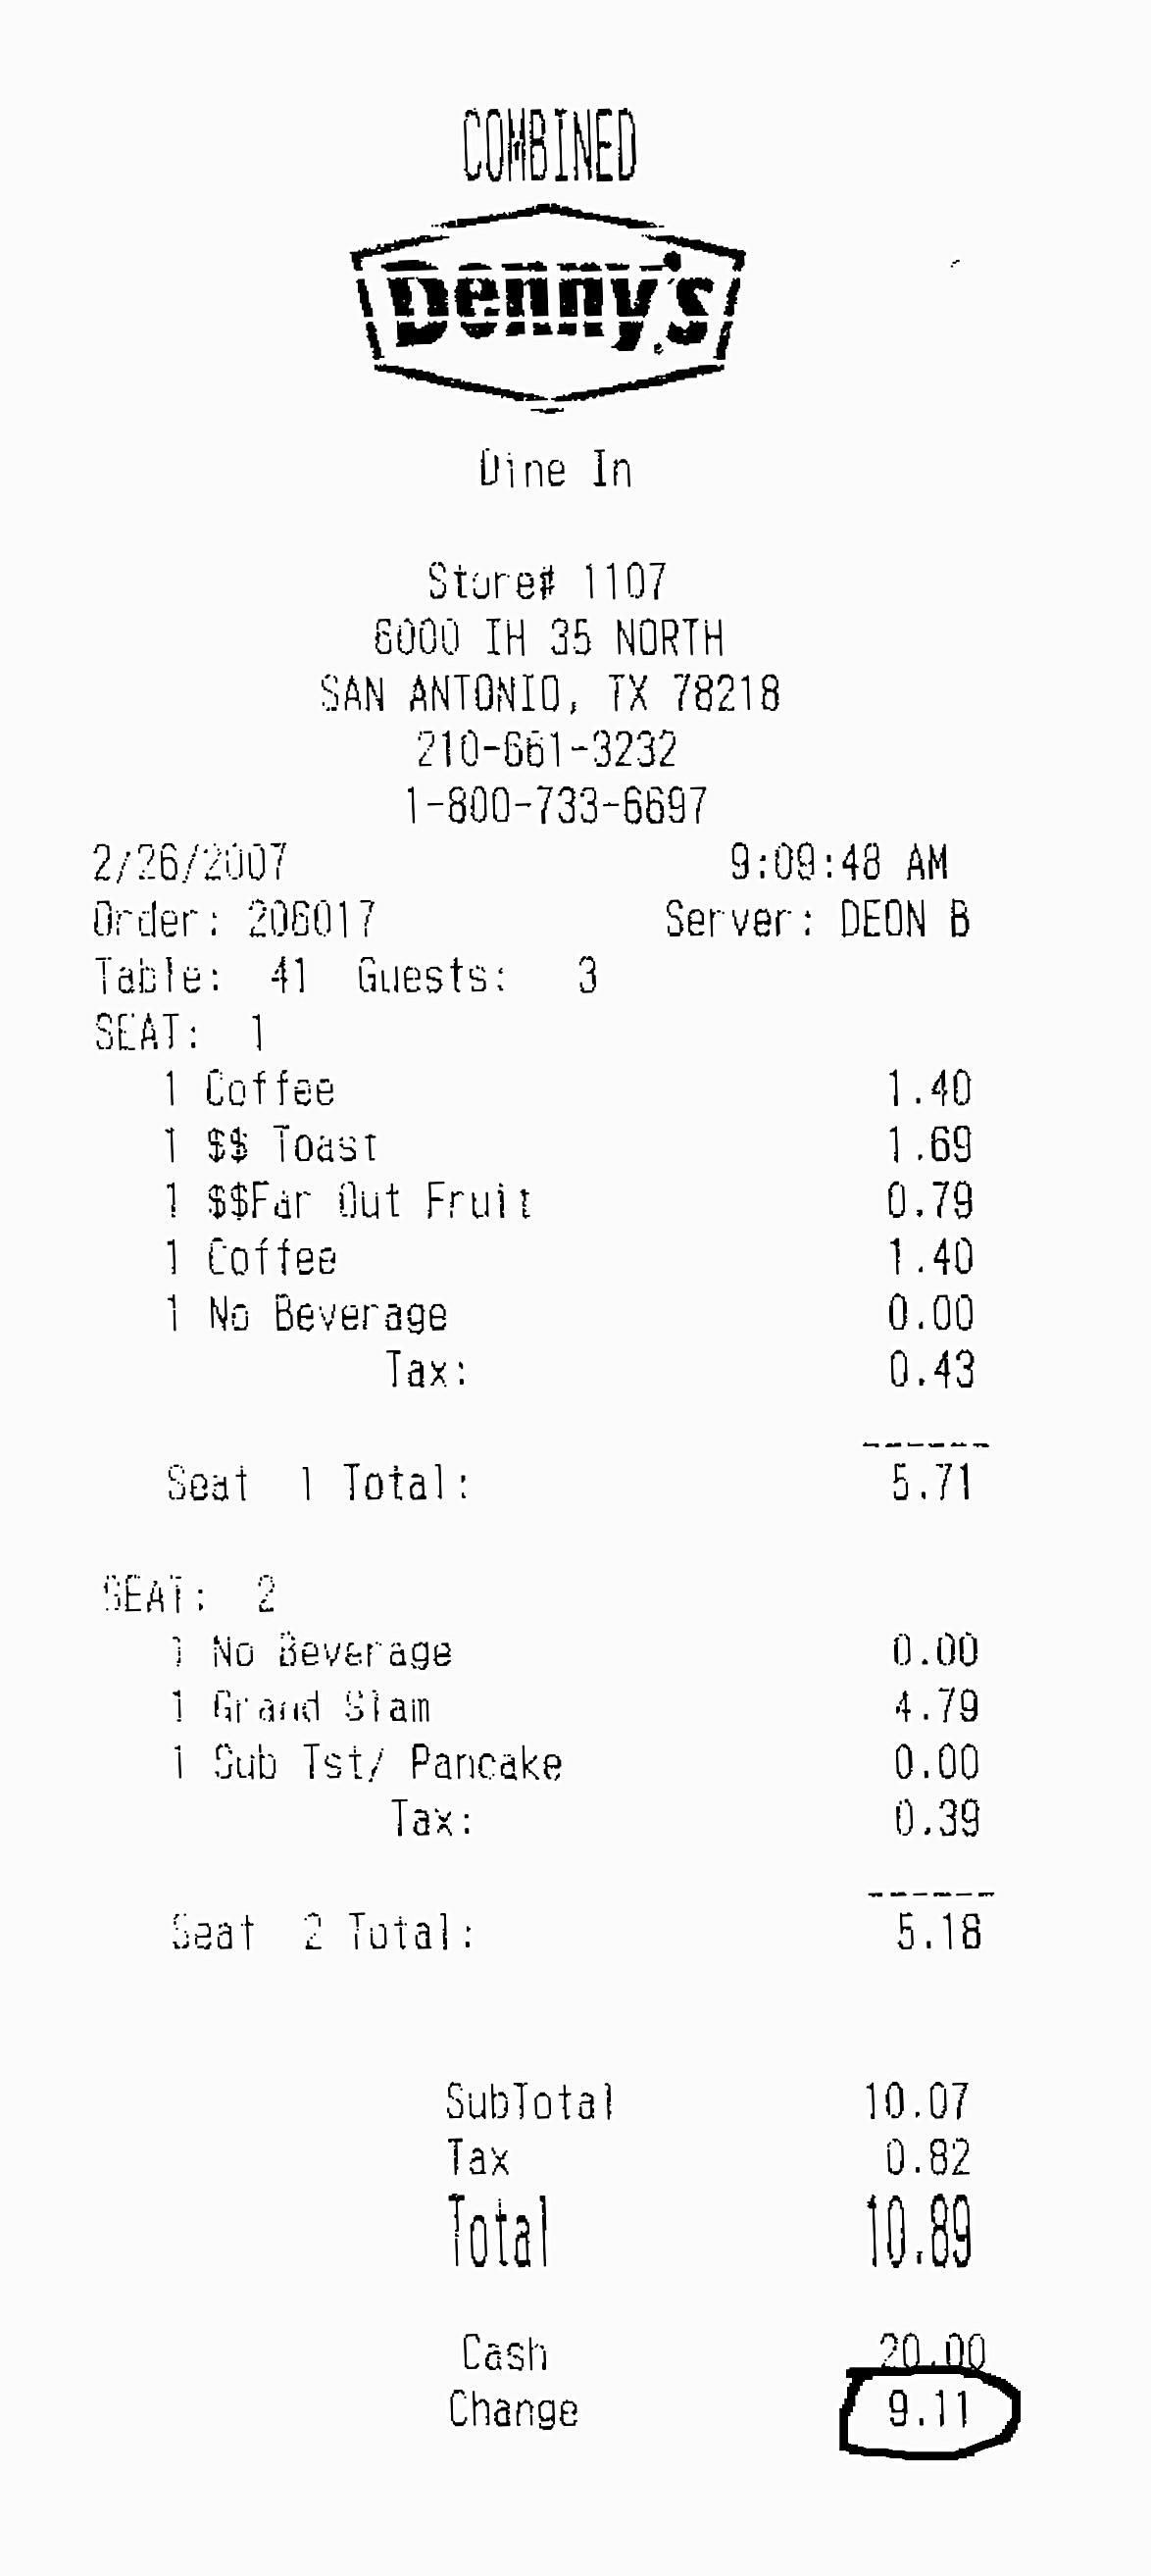 COMBINED
Denny's
Dine In
Store# 1107
6000 IH 35 NORTH
SAN ANTONIO, TX 78218
210-661-3232
1-800-733-6697
2/26/2007 9:09:48 AM
Order: 206017 Server: DEON B
Table: 41 Guests: 3
SEAT: 1
1 Coffee 1.40
1 $$ Toast 1.69
1 $$Far Out Fruit 0.79
1 Coffee 1.40
1 No Beverage 0.00
Tax: 0.43
------
Seat 1 Total: 5.71
SEAT: 2
1 No Beverage 0.00
1 Grand Slam 4.79
1 Sub Tst/ Pancake 0.00
Tax: 0.39
------
Seat 2 Total: 5.18
SubTotal 10.07
Tax 0.82
Total 10.89
Cash 20.00
Change 9.11